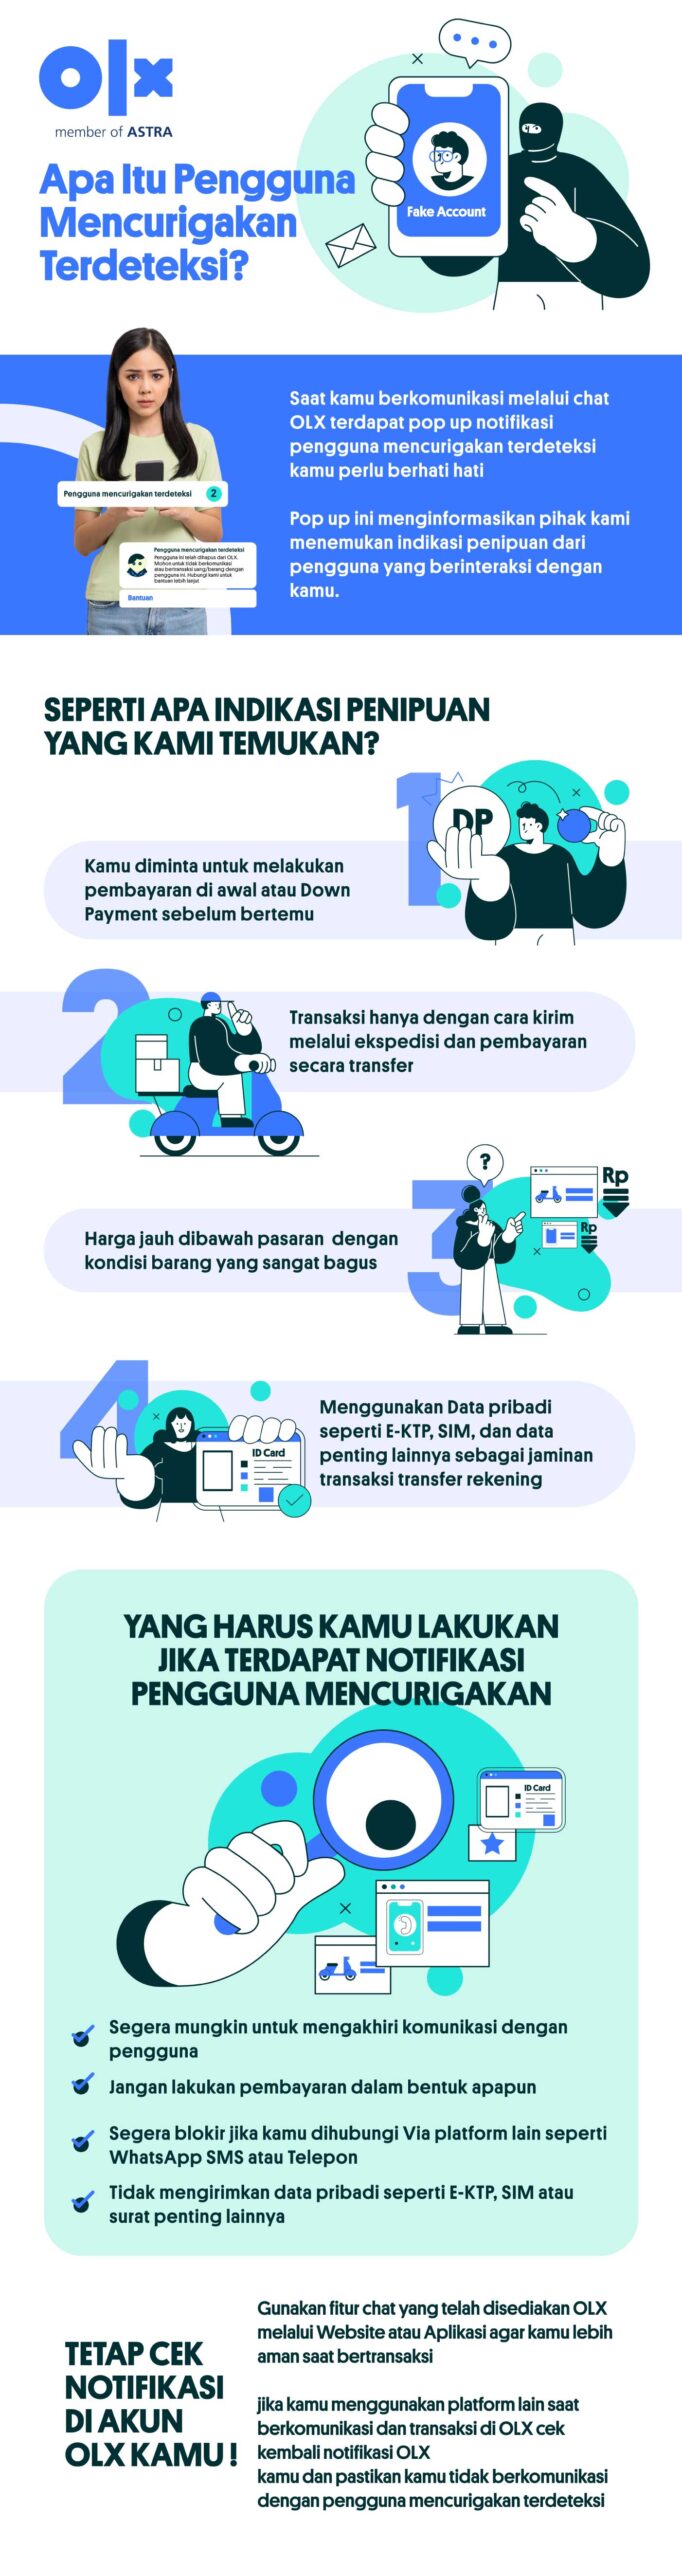 olx
member of ASTRA
Apa Itu Pengguna
Mencurigakan
Terdeteksi?
Fake Account
Saat kamu berkomunikasi melalui chat
OLX terdapat pop up notifikasi
pengguna mencurigakan terdeteksi
kamu perlu berhati hati
Pop up ini menginformasikan pihak kami
menemukan indikasi penipuan dari
pengguna yang berinteraksi dengan
kamu.
Pengguna mencurigakan terdeteksi 2
Pengguna mencurigakan terdeteksi
Pengguna ini telah dihapus dari OLX.
Mohon untuk tidak berkomunikasi
atau bertransaksi uang/barang dengan
pengguna ini. Hubungi kami untuk
bantuan lebih lanjut
Bantuan
SEPERTI APA INDIKASI PENIPUAN
YANG KAMI TEMUKAN?
1
DP
Kamu diminta untuk melakukan
pembayaran di awal atau Down
Payment sebelum bertemu
2
Transaksi hanya dengan cara kirim
melalui ekspedisi dan pembayaran
secara transfer
3
?
Rp
Rp
Harga jauh dibawah pasaran dengan
kondisi barang yang sangat bagus
4
ID Card
Menggunakan Data pribadi
seperti E-KTP, SIM, dan data
penting lainnya sebagai jaminan
transaksi transfer rekening
YANG HARUS KAMU LAKUKAN
JIKA TERDAPAT NOTIFIKASI
PENGGUNA MENCURIGAKAN
ID Card
Segera mungkin untuk mengakhiri komunikasi dengan
pengguna
Jangan lakukan pembayaran dalam bentuk apapun
Segera blokir jika kamu dihubungi Via platform lain seperti
WhatsApp SMS atau Telepon
Tidak mengirimkan data pribadi seperti E-KTP, SIM atau
surat penting lainnya
TETAP CEK
NOTIFIKASI
DI AKUN
OLX KAMU !
Gunakan fitur chat yang telah disediakan OLX
melalui Website atau Aplikasi agar kamu lebih
aman saat bertransaksi
jika kamu menggunakan platform lain saat
berkomunikasi dan transaksi di OLX cek
kembali notifikasi OLX
kamu dan pastikan kamu tidak berkomunikasi
dengan pengguna mencurigakan terdeteksi